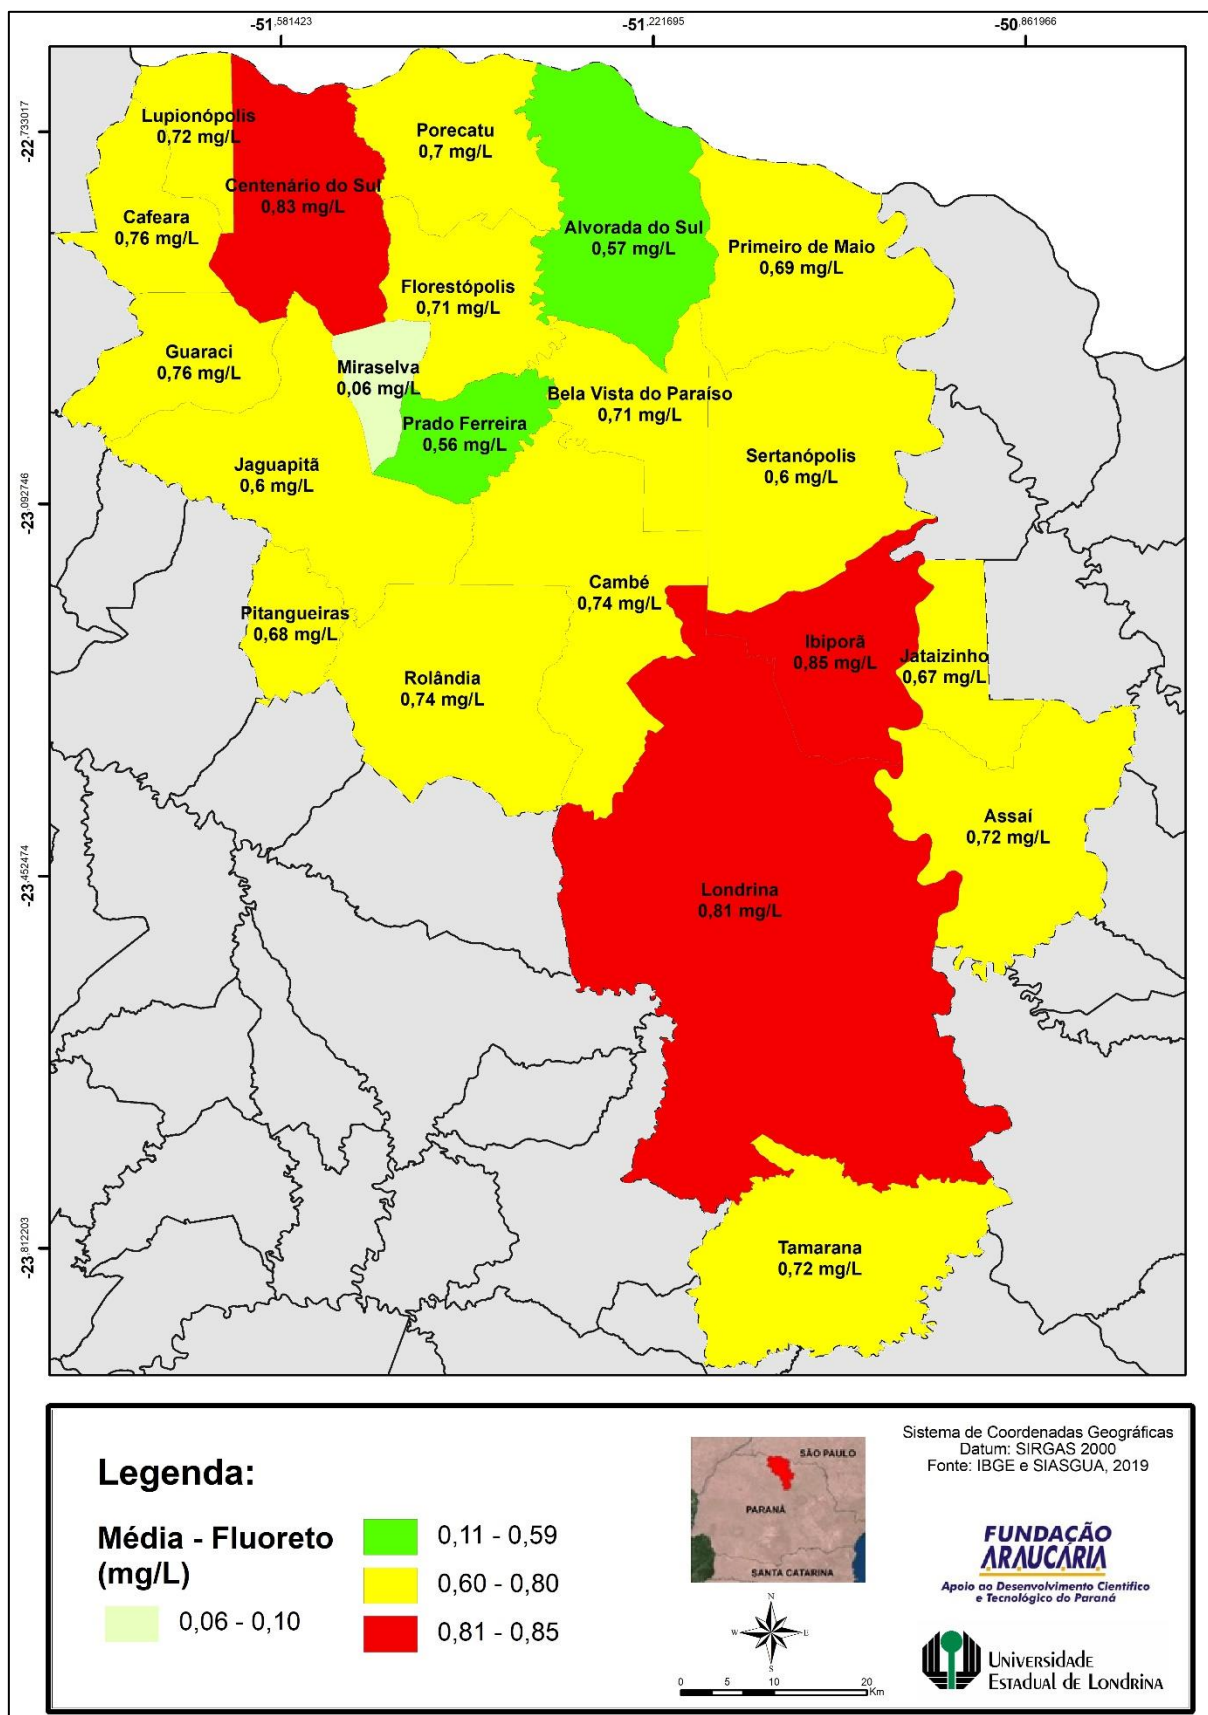 -51,581423
-51,221695
-50,861966
-22,733017
-23,092746
-23,452474
-23,812203
Lupionópolis
0,72 mg/L
Porecatu
0,7 mg/L
Centenário do Sul
0,83 mg/L
Cafeara
0,76 mg/L
Alvorada do Sul
0,57 mg/L
Primeiro de Maio
0,69 mg/L
Florestópolis
0,71 mg/L
Guaraci
0,76 mg/L
Miraselva
0,06 mg/L
Bela Vista do Paraíso
0,71 mg/L
Prado Ferreira
0,56 mg/L
Jaguapitã
0,6 mg/L
Sertanópolis
0,6 mg/L
Cambé
0,74 mg/L
Pitangueiras
0,68 mg/L
Ibiporã
0,85 mg/L
Jataizinho
0,67 mg/L
Rolândia
0,74 mg/L
Assaí
0,72 mg/L
Londrina
0,81 mg/L
Tamarana
0,72 mg/L
Legenda:
Média - Fluoreto
(mg/L)
0,06 - 0,10
0,11 - 0,59
0,60 - 0,80
0,81 - 0,85
SÃO PAULO
PARANÁ
SANTA CATARINA
N
W
E
S
0 5 10 20
Km
Sistema de Coordenadas Geográficas
Datum: SIRGAS 2000
Fonte: IBGE e SIASGUA, 2019
FUNDAÇÃO
ARAUCÁRIA
Apoio ao Desenvolvimento Científico
e Tecnológico do Paraná
UNIVERSIDADE
ESTADUAL DE LONDRINA